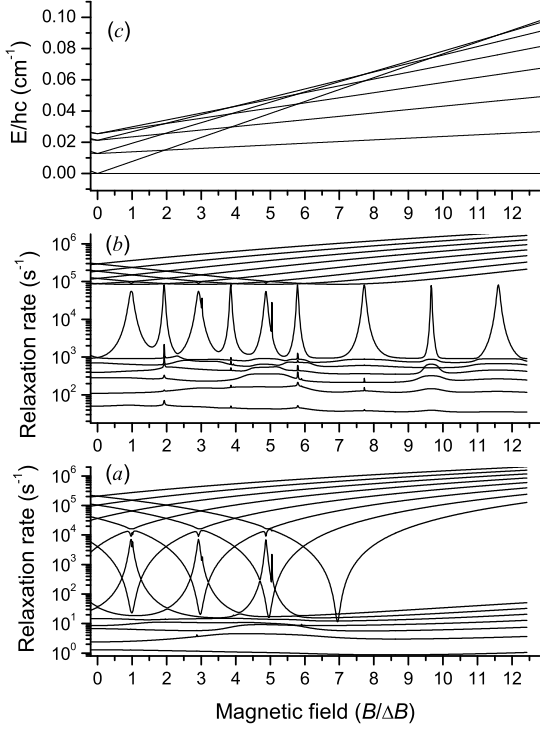 (c)
E/hc (cm⁻¹)
0.10
0.08
0.06
0.04
0.02
0.00
0 1 2 3 4 5 6 7 8 9 10 11 12
(b)
Relaxation rate (s⁻¹)
10⁶
10⁵
10⁴
10³
10²
0 1 2 3 4 5 6 7 8 9 10 11 12
(a)
Relaxation rate (s⁻¹)
10⁶
10⁵
10⁴
10³
10²
10¹
10⁰
0 1 2 3 4 5 6 7 8 9 10 11 12
Magnetic field (B/ΔB)